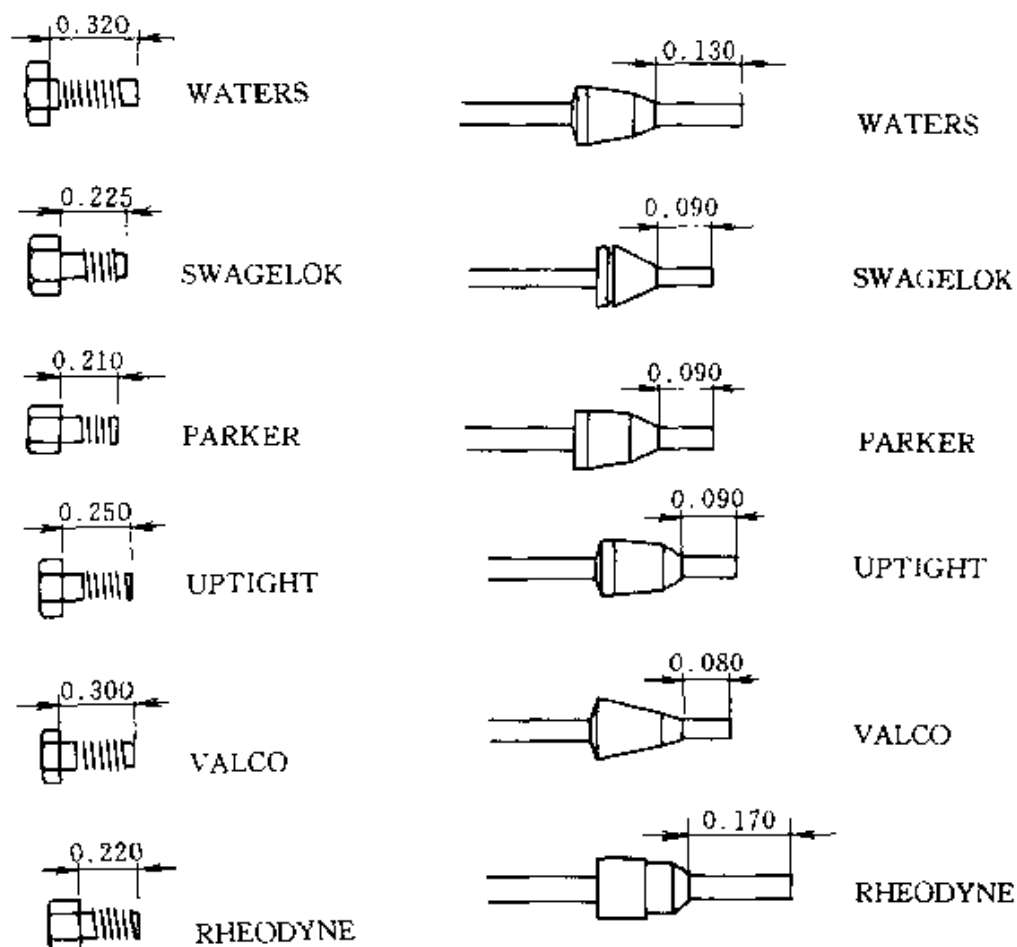 0.320
WATERS
0.130
WATERS
0.225
SWAGELOK
0.090
SWAGELOK
0.210
PARKER
0.090
PARKER
0.250
UPTIGHT
0.090
UPTIGHT
0.300
VALCO
0.080
VALCO
0.220
RHEODYNE
0.170
RHEODYNE